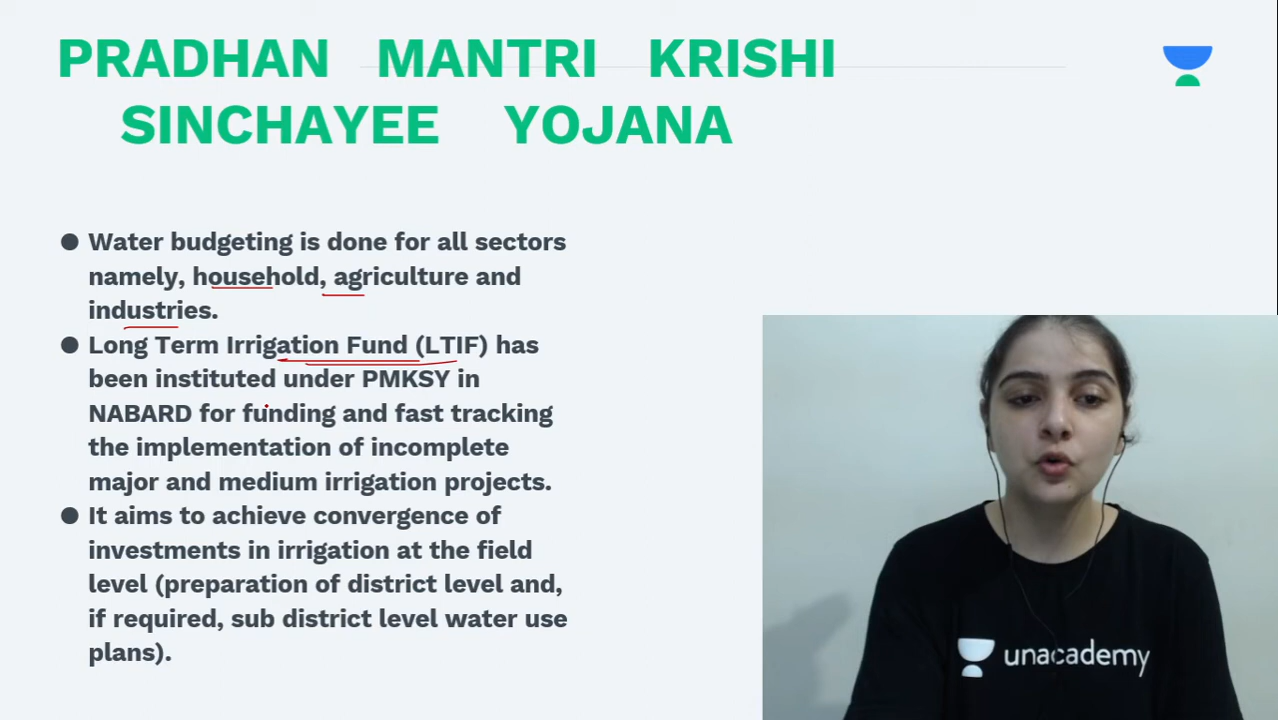 PRADHAN MANTRI KRISHI
SINCHAYEE YOJANA
● Water budgeting is done for all sectors
namely, household, agriculture and
industries.
● Long Term Irrigation Fund (LTIF) has
been instituted under PMKSY in
NABARD for funding and fast tracking
the implementation of incomplete
major and medium irrigation projects.
● It aims to achieve convergence of
investments in irrigation at the field
level (preparation of district level and,
if required, sub district level water use
plans).
unacademy